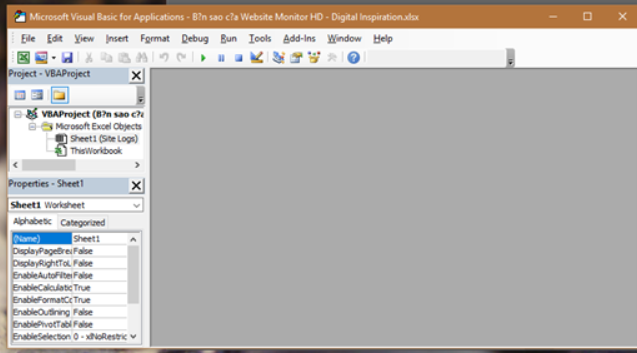 Microsoft Visual Basic for Applications - B?n sao c?a Website Monitor HD - Digital Inspiration.xlsx
File Edit View Insert Format Debug Run Tools Add-Ins Window Help
Project - VBAProject
VBAProject (B?n sao c?a
Microsoft Excel Objects
Sheet1 (Site Logs)
ThisWorkbook
Properties - Sheet1
Sheet1 Worksheet
Alphabetic Categorized
(Name) Sheet1
DisplayPageBrea False
DisplayRightToL False
EnableAutoFilte False
EnableCalculatic True
EnableFormatCc True
EnableOutlining False
EnablePivotTabl False
EnableSelection 0 - xlNoRestric